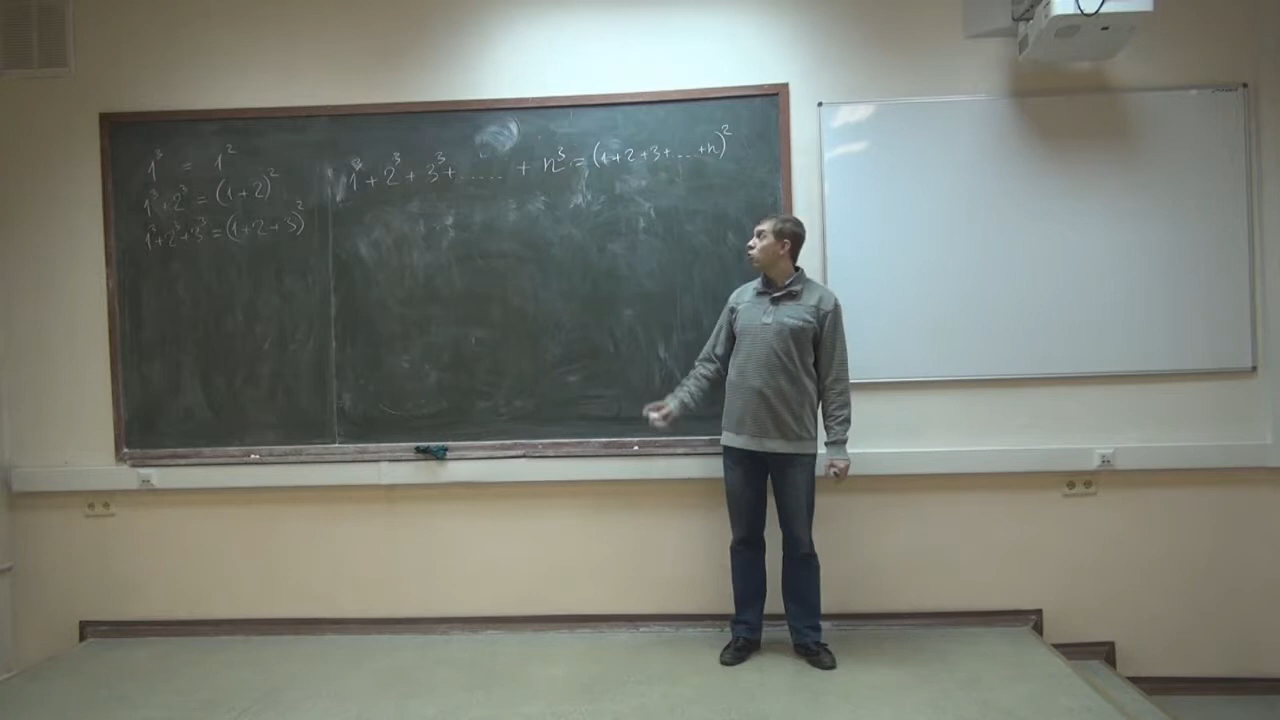 1³ = 1²
1³+2³ = (1+2)²
1³+2³+3³ = (1+2+3)²
1³+2³+3³+ ..... + n³ = (1+2+3+...+n)²